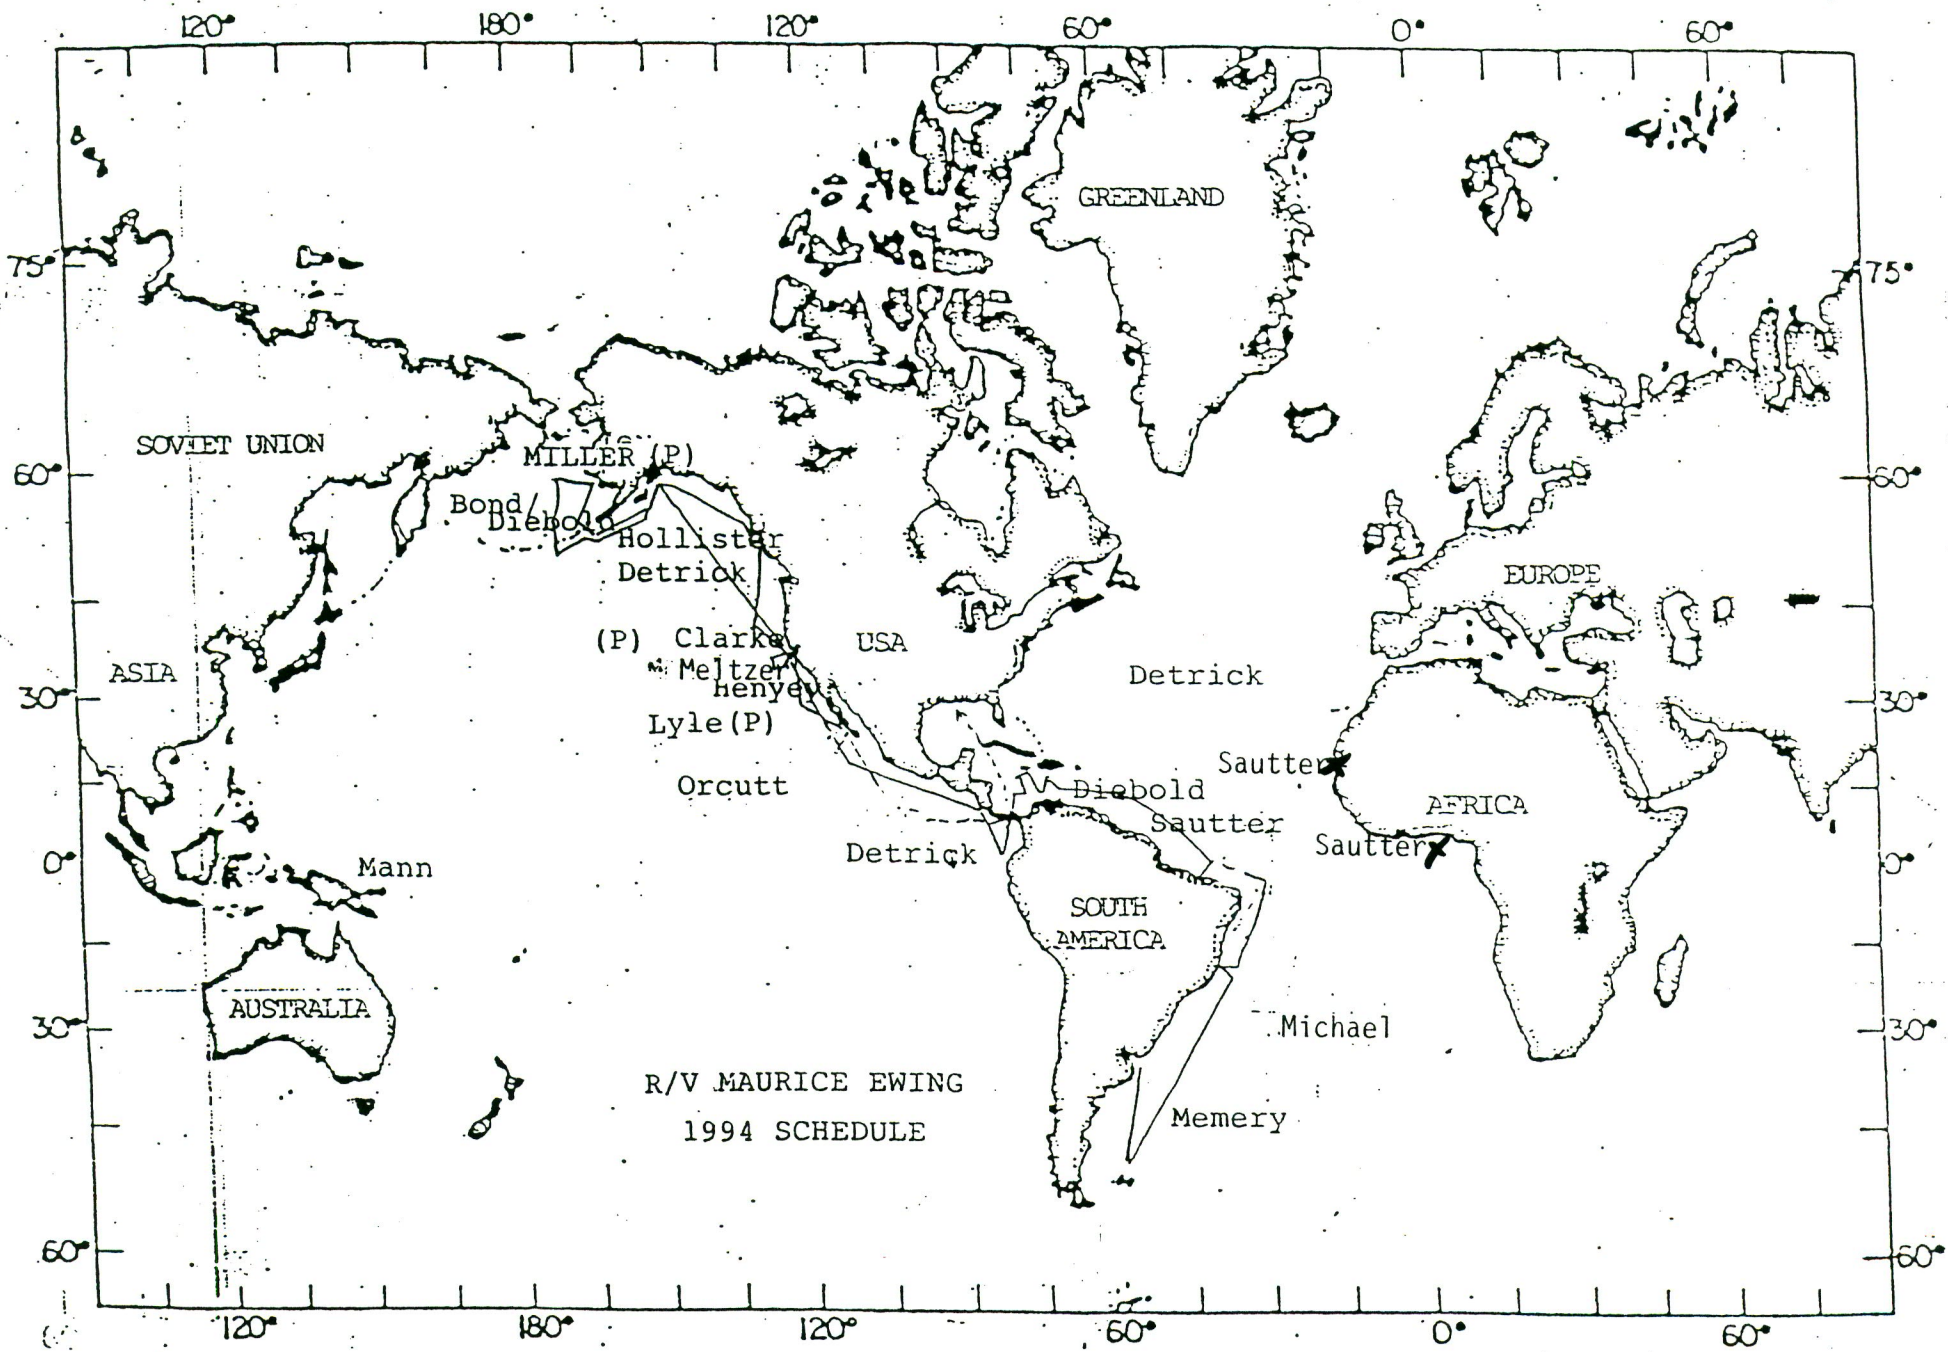 120° 180° 120° 60° 0° 60°
GREENLAND
75° 75°
SOVIET UNION
MILLER (P)
60° 60°
Bond/
Diebold
Hollister
Detrick
EUROPE
(P) Clarke
USA
ASIA
Meltzer
Detrick
Henyey
30° 30°
Lyle(P)
Sautter
Orcutt
Diebold
AFRICA
Sautter
Sautter
Detrick
0° 0°
Mann
SOUTH
AMERICA
AUSTRALIA
Michael
30° 30°
R/V MAURICE EWING
Memery
1994 SCHEDULE
60° 60°
120° 180° 120° 60° 0° 60°